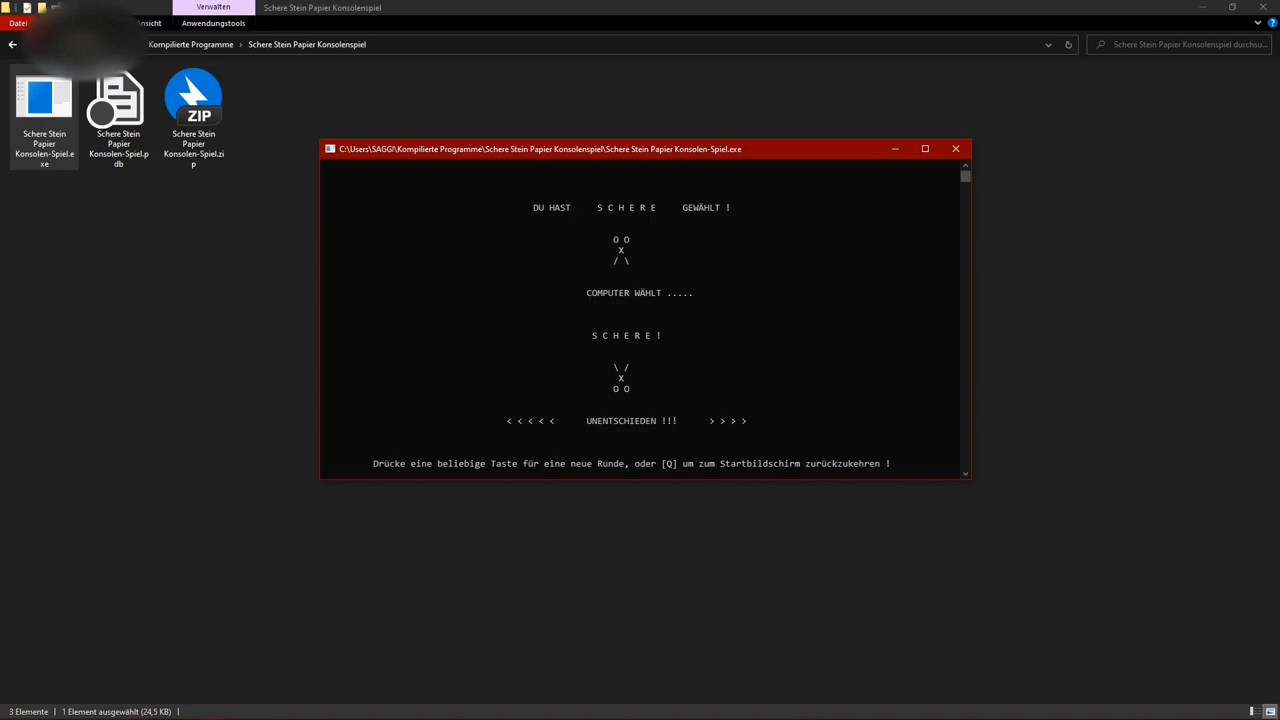 Verwalten
Schere Stein Papier Konsolenspiel
Datei
Ansicht
Anwendungstools
Kompilierte Programme › Schere Stein Papier Konsolenspiel
Schere Stein Papier Konsolenspiel durchsu...
Schere Stein
Papier
Konsolen-Spiel.e
xe
Schere Stein
Papier
Konsolen-Spiel.p
db
ZIP
Schere Stein
Papier
Konsolen-Spiel.zi
p
C:\Users\SAGGI\Kompilierte Programme\Schere Stein Papier Konsolenspiel\Schere Stein Papier Konsolen-Spiel.exe
DU HAST S C H E R E GEWÄHLT !
O O
X
/ \
COMPUTER WÄHLT .....
S C H E R E !
\ /
X
O O
< < < < < UNENTSCHIEDEN !!! > > > >
Drücke eine beliebige Taste für eine neue Runde, oder [Q] um zum Startbildschirm zurückzukehren !
3 Elemente
1 Element ausgewählt (24,5 KB)